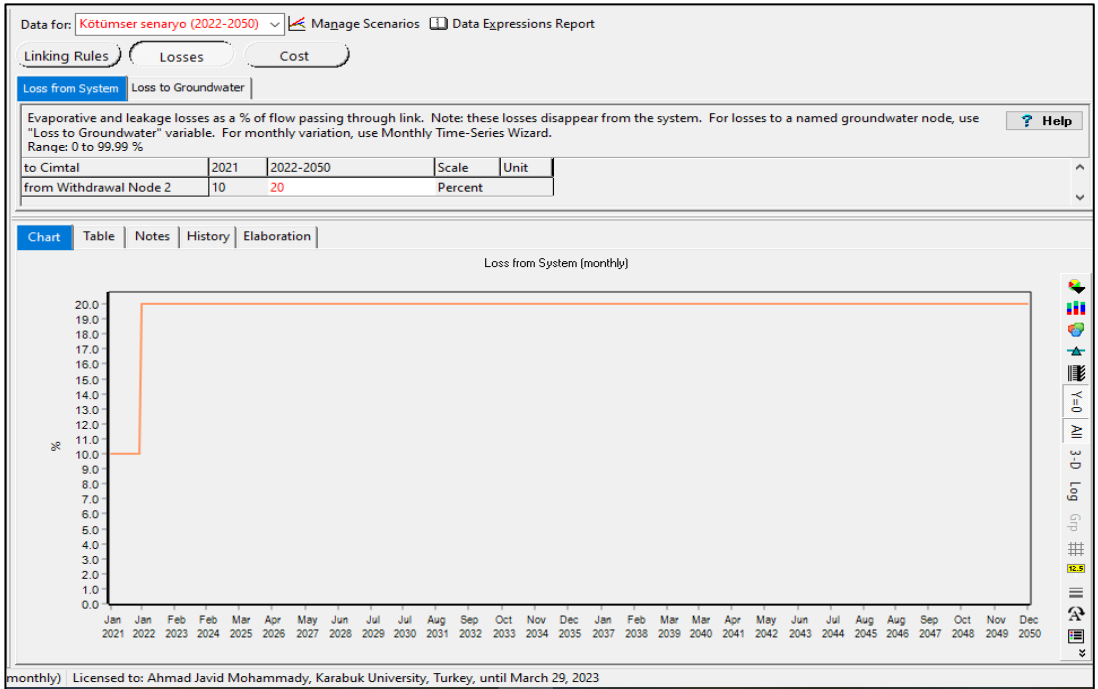 Data for: Kötümser senaryo (2022-2050) Manage Scenarios Data Expressions Report
Linking Rules Losses Cost
Loss from System Loss to Groundwater
Evaporative and leakage losses as a % of flow passing through link. Note: these losses disappear from the system. For losses to a named groundwater node, use
"Loss to Groundwater" variable. For monthly variation, use Monthly Time-Series Wizard.
Range: 0 to 99.99 %
? Help
to Cimtal 2021 2022-2050 Scale Unit
from Withdrawal Node 2 10 20 Percent
Chart Table Notes History Elaboration
Loss from System (monthly)
20.0
19.0
18.0
17.0
16.0
15.0
14.0
13.0
12.0
11.0
10.0
9.0
8.0
7.0
6.0
5.0
4.0
3.0
2.0
1.0
0.0
%
Jan Jan Feb Feb Mar Apr May Jun Jul Jul Aug Sep Oct Nov Dec Jan Feb Mar Mar Apr May Jun Jul Aug Aug Sep Oct Nov Dec
2021 2022 2023 2024 2025 2026 2027 2028 2029 2030 2031 2032 2033 2034 2035 2037 2038 2039 2040 2041 2042 2043 2044 2045 2046 2047 2048 2049 2050
Y=0
All
3-D
Log
Grp
12.5
monthly) Licensed to: Ahmad Javid Mohammady, Karabuk University, Turkey, until March 29, 2023